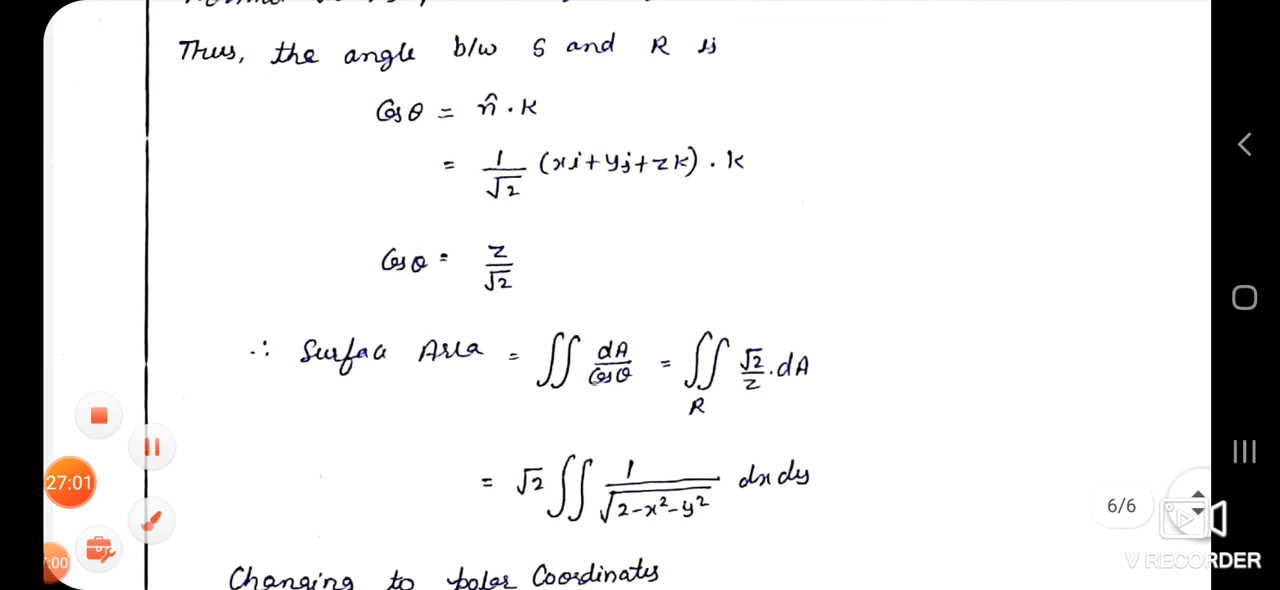 Thus, the angle b/w S and R is
Cosθ = n̂ . k
= 1/√2 (xi + yj + zk) . k
Cosθ = z/√2
∴ Surface Area = ∬ dA/Cosθ = ∬_R √2/z . dA
= √2 ∬ 1/√(2-x²-y²) dx dy
Changing to polar Coordinates
27:01
:00
6/6
V RECORDER